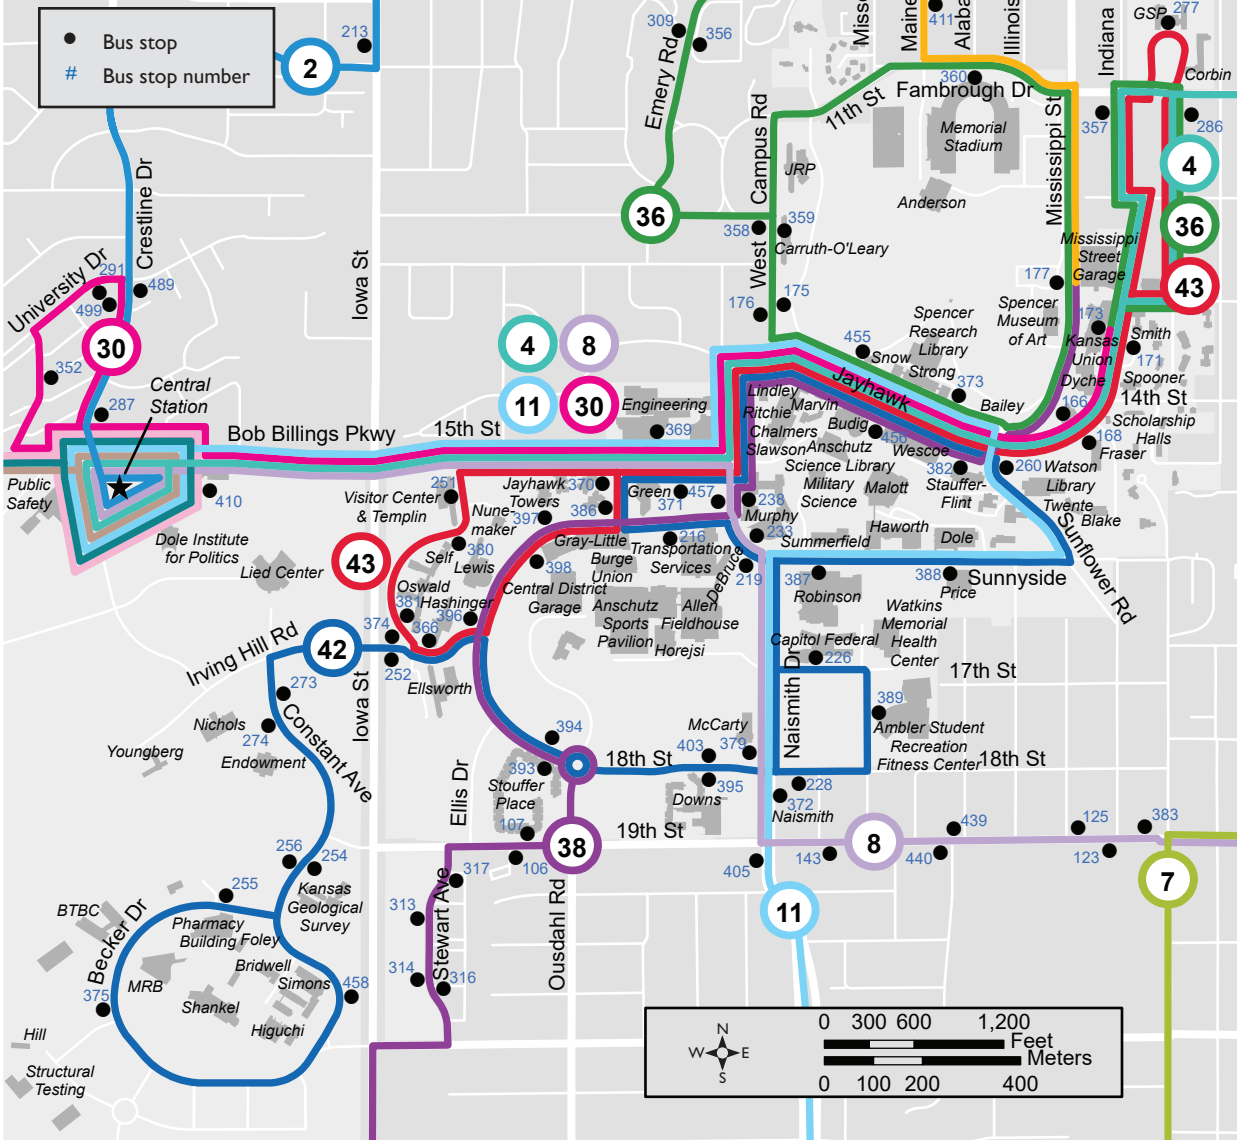 Bus stop
# Bus stop number
213
2
309
356
Emery Rd
411
Maine
Illinois
Indiana
GSP
277
Corbin
360
Fambrough Dr
11th St
357
286
4
Memorial
Stadium
JRP
Campus Rd
West
Anderson
Mississippi St
36
36
358
359
Carruth-O'Leary
Mississippi
Street
Garage
43
Crestline Dr
University Dr
291
499
489
Iowa St
177
176
175
Spencer
Museum
of Art
173
Kansas
Union
Smith
171
Spooner
30
352
287
Central
Station
4
8
11
30
455
Snow
Spencer
Research
Library
Strong
373
Jayhawk
Dyche
166
Bailey
14th St
Scholarship
Halls
168
Fraser
Bob Billings Pkwy
15th St
Engineering
369
Lindley
Ritchie
Marvin
Chalmers
Budig
456
Slawson
Anschutz
Science Library
Wescoe
382
Stauffer-
Flint
260
Watson
Library
Military
Science
Malott
Twente
Blake
Public
Safety
410
Dole Institute
for Politics
Lied Center
Visitor Center
& Templin
251
Jayhawk
Towers
370
Green
371
457
238
Murphy
233
Nune-
maker
397
386
Gray-Little
216
Transportation
Services
Burge
Union
DeBruce
219
Summerfield
Haworth
Dole
Sunnyside
Sunflower Rd
43
380
Self
Lewis
398
Central District
Garage
Oswald
381
Hashinger
396
374
366
252
Anschutz
Sports
Pavilion
Allen
Fieldhouse
Horejsi
387
Robinson
388
Price
Watkins
Memorial
Health
Center
Capitol Federal
226
17th St
Irving Hill Rd
42
Iowa St
Ellsworth
273
Constant Ave
Nichols
274
Youngberg
Endowment
394
McCarty
389
Ambler Student
Recreation
Fitness Center
18th St
403
379
18th St
Naismith Dr
393
Stouffer
Place
395
Downs
228
372
Naismith
Ellis Dr
107
19th St
439
125
383
38
8
7
317
106
405
143
440
123
256
254
Kansas
Geological
Survey
255
BTBC
Pharmacy
Building
Foley
313
Stewart Ave
Ousdahl Rd
11
Becker Dr
MRB
Bridwell
Simons
458
314
316
375
Shankel
Higuchi
Hill
Structural
Testing
N
W
E
S
0 300 600 1,200
Feet
Meters
0 100 200 400